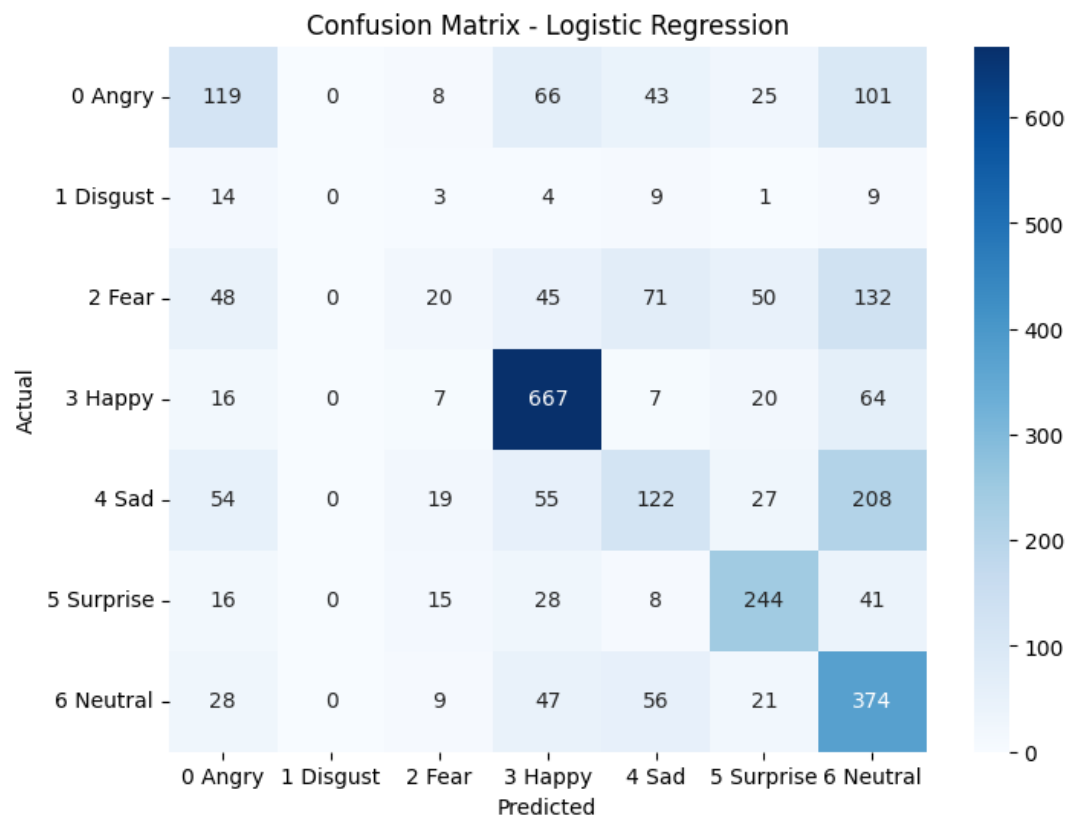 Confusion Matrix - Logistic Regression
0 Angry 119 0 8 66 43 25 101
1 Disgust 14 0 3 4 9 1 9
2 Fear 48 0 20 45 71 50 132
3 Happy 16 0 7 667 7 20 64
4 Sad 54 0 19 55 122 27 208
5 Surprise 16 0 15 28 8 244 41
6 Neutral 28 0 9 47 56 21 374
0 Angry 1 Disgust 2 Fear 3 Happy 4 Sad 5 Surprise 6 Neutral
Predicted
Actual
600
500
400
300
200
100
0